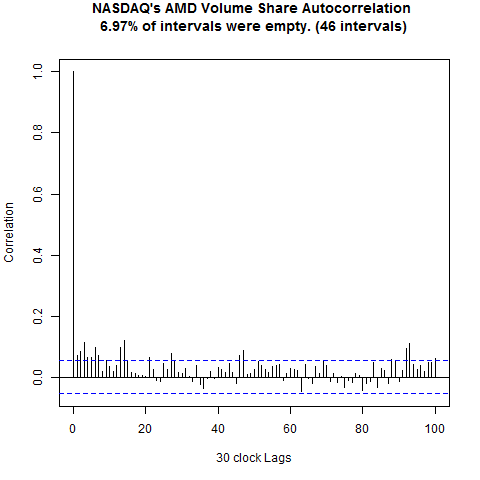 NASDAQ's AMD Volume Share Autocorrelation
6.97% of intervals were empty. (46 intervals)
Correlation
1.0
0.8
0.6
0.4
0.2
0.0
0 20 40 60 80 100
30 clock Lags